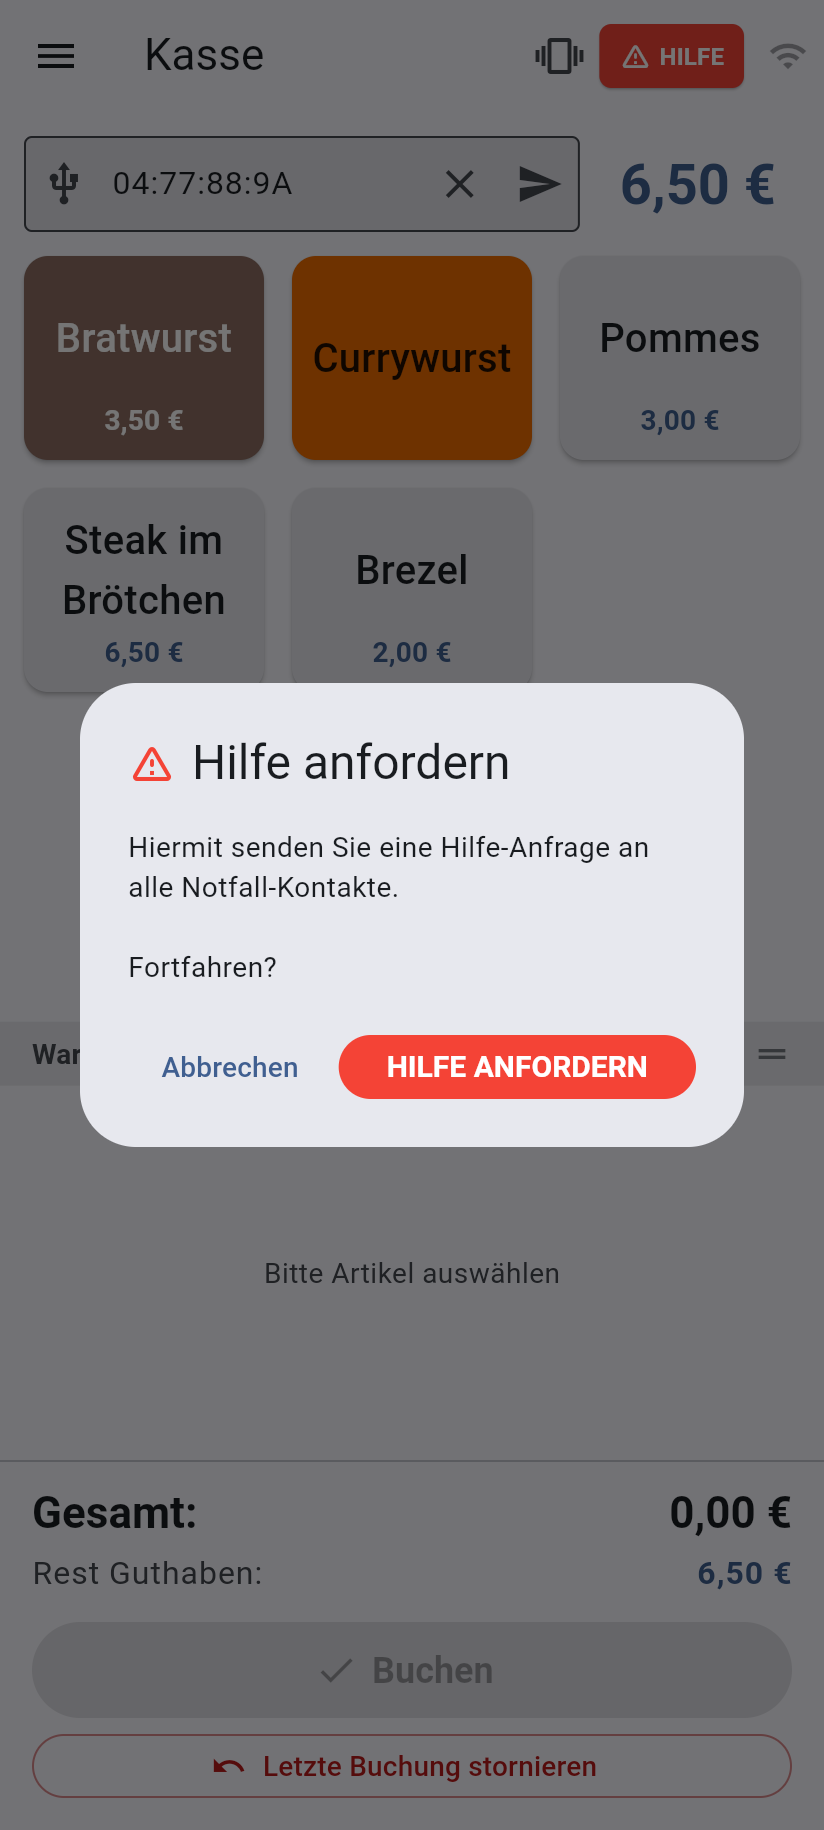 Kasse
HILFE
04:77:88:9A
6,50 €
Bratwurst
3,50 €
Currywurst
Pommes
3,00 €
Steak im
Brötchen
6,50 €
Brezel
2,00 €
Hilfe anfordern
Hiermit senden Sie eine Hilfe-Anfrage an
alle Notfall-Kontakte.
Fortfahren?
War
Abbrechen
HILFE ANFORDERN
Bitte Artikel auswählen
Gesamt:
0,00 €
Rest Guthaben:
6,50 €
Buchen
Letzte Buchung stornieren